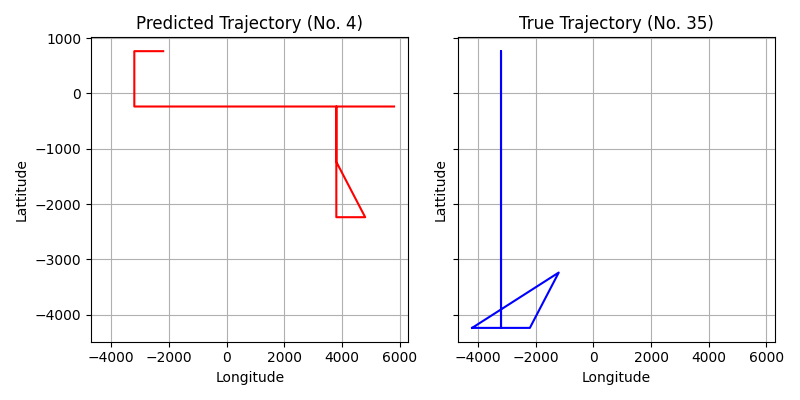 Predicted Trajectory (No. 4)
True Trajectory (No. 35)
1000
0
−1000
−2000
−3000
−4000
Lattitude
Lattitude
−4000 −2000 0 2000 4000 6000
−4000 −2000 0 2000 4000 6000
Longitude
Longitude